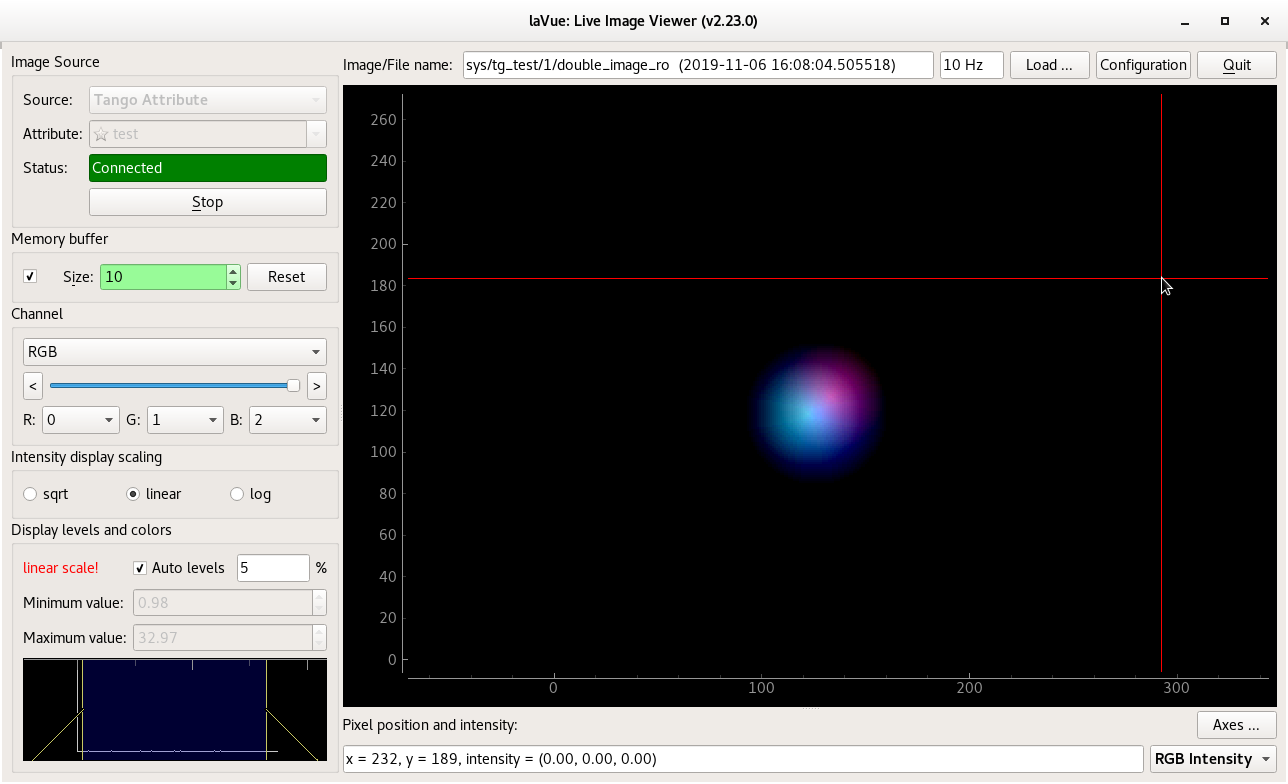 laVue: Live Image Viewer (v2.23.0)
Image Source
Source: Tango Attribute
Attribute: test
Status: Connected
Stop
Memory buffer
Size: 10 Reset
Channel
RGB
< >
R: 0 G: 1 B: 2
Intensity display scaling
sqrt linear log
Display levels and colors
linear scale! Auto levels 5 %
Minimum value: 0.98
Maximum value: 32.97
Image/File name: sys/tg_test/1/double_image_ro (2019-11-06 16:08:04.505518) 10 Hz Load ... Configuration Quit
260
240
220
200
180
160
140
120
100
80
60
40
20
0
0 100 200 300
Pixel position and intensity: Axes ...
x = 232, y = 189, intensity = (0.00, 0.00, 0.00) RGB Intensity